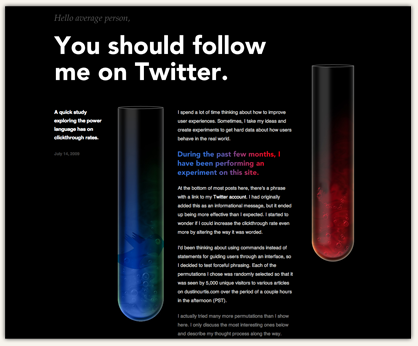 Hello average person,
You should follow
me on Twitter.
A quick study
exploring the power
language has on
clickthrough rates.
July 14, 2009
I spend a lot of time thinking about how to improve
user experiences. Sometimes, I take my ideas and
create experiments to get hard data about how users
behave in the real world.
During the past few months, I
have been performing an
experiment on this site.
At the bottom of most posts here, there's a phrase
with a link to my Twitter account. I had originally
added this as an informational message, but it ended
up being more effective than I expected. I started to
wonder if I could increase the clickthrough rate even
more by altering the way it was worded.
I'd been thinking about using commands instead of
statements for guiding users through an interface, so
I decided to test forceful phrasing. Each of the
permutations I chose was randomly selected so that it
was seen by 5,000 unique visitors to various articles
on dustincurtis.com over the period of a couple hours
in the afternoon (PST).
I actually tried many more permutations than I show
here. I only discuss the most interesting ones below
and describe my thought process along the way.